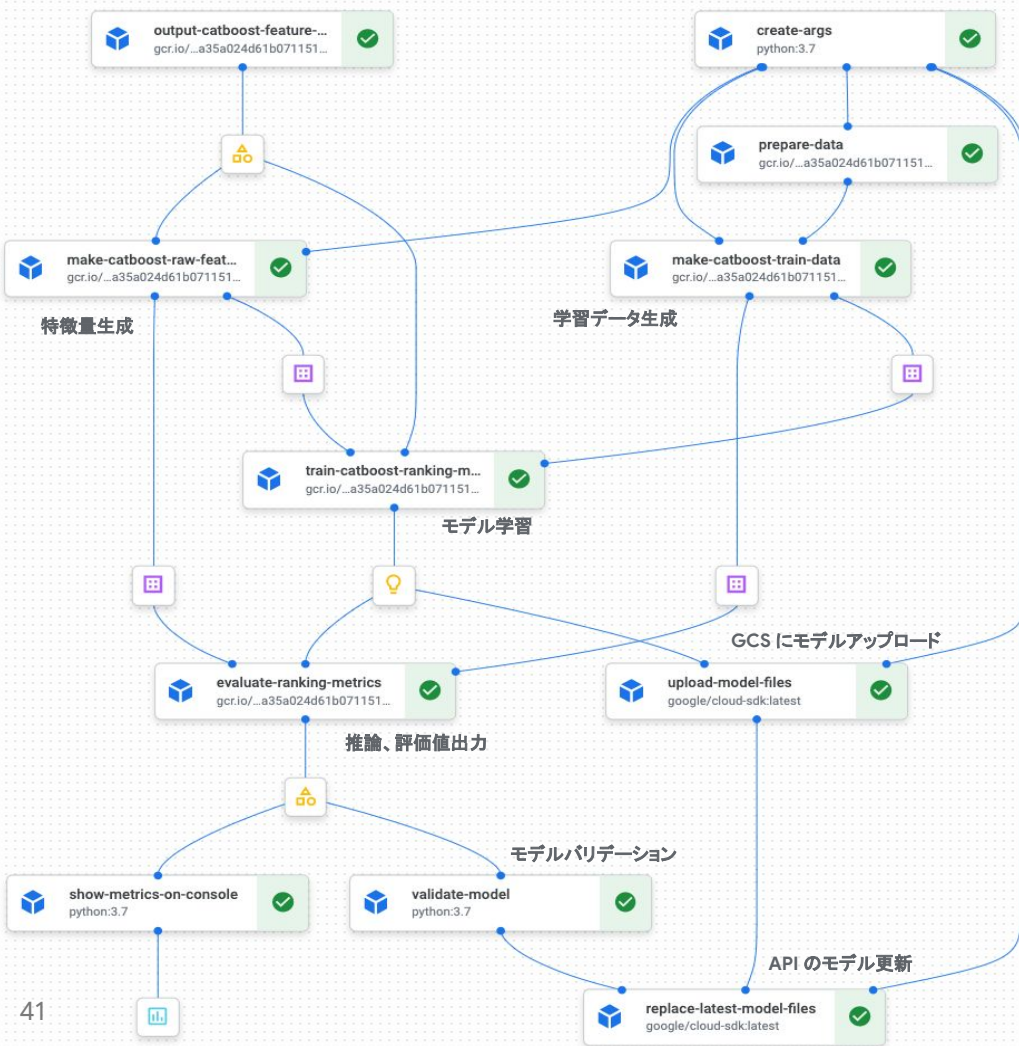 output-catboost-feature-...
gcr.io/...a35a024d61b071151...
create-args
python:3.7
prepare-data
gcr.io/...a35a024d61b071151...
make-catboost-raw-feat...
gcr.io/...a35a024d61b071151...
make-catboost-train-data
gcr.io/...a35a024d61b071151...
特徴量生成
学習データ生成
train-catboost-ranking-m...
gcr.io/...a35a024d61b071151...
モデル学習
GCS にモデルアップロード
evaluate-ranking-metrics
gcr.io/...a35a024d61b071151...
upload-model-files
google/cloud-sdk:latest
推論、評価値出力
モデルバリデーション
show-metrics-on-console
python:3.7
validate-model
python:3.7
API のモデル更新
replace-latest-model-files
google/cloud-sdk:latest
41